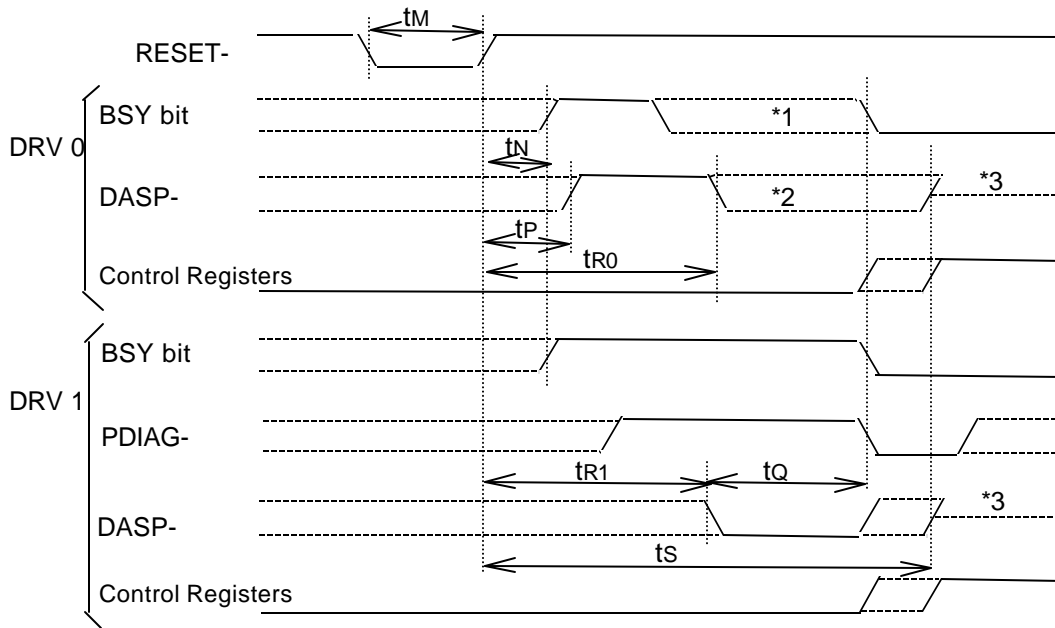 tM
RESET-
BSY bit
*1
DRV 0
tN
DASP-
*2
*3
tP
tR0
Control Registers
BSY bit
DRV 1
PDIAG-
tR1
tQ
DASP-
*3
tS
Control Registers